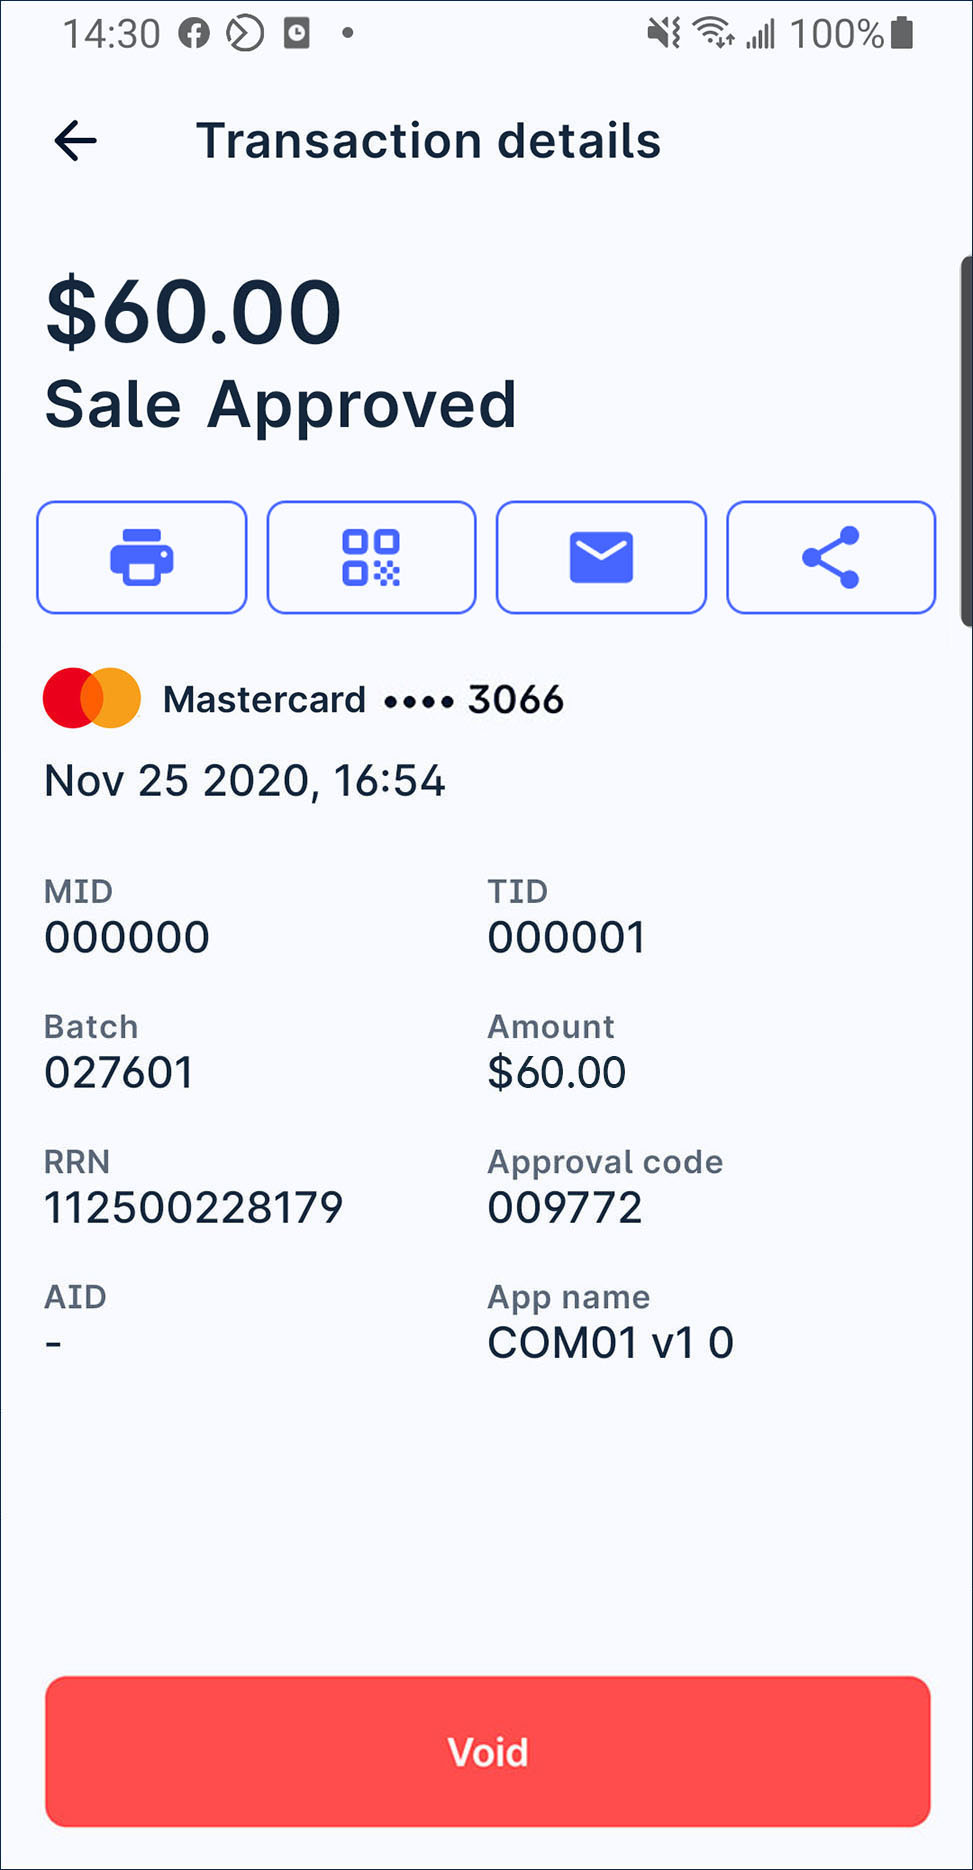 14:30 100%
Transaction details
$60.00
Sale Approved
Mastercard •••• 3066
Nov 25 2020, 16:54
MID TID
000000 000001
Batch Amount
027601 $60.00
RRN Approval code
112500228179 009772
AID App name
- COM01 v1 0
Void